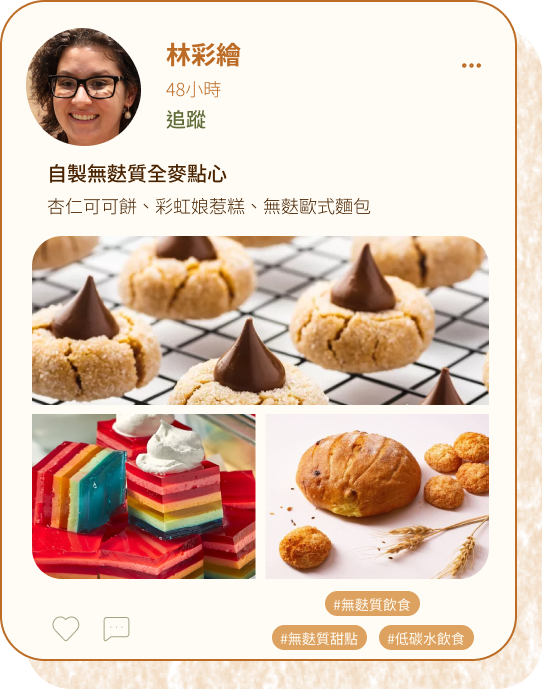 林彩繪
48小時
追蹤
自製無麩質全麥點心
杏仁可可餅、彩虹娘惹糕、無麩歐式麵包
#無麩質飲食
#無麩質甜點 #低碳水飲食